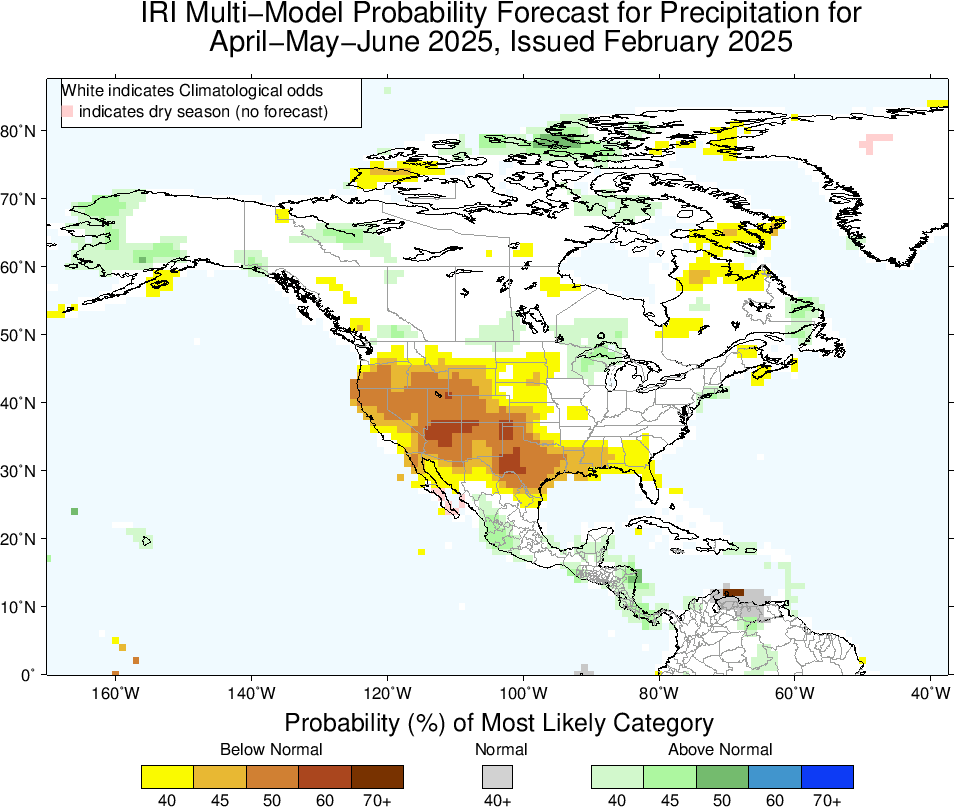 IRI Multi−Model Probability Forecast for Precipitation for
April−May−June 2025, Issued February 2025
White indicates Climatological odds
indicates dry season (no forecast)
80°N
70°N
60°N
50°N
40°N
30°N
20°N
10°N
0°
160°W 140°W 120°W 100°W 80°W 60°W 40°W
Probability (%) of Most Likely Category
Below Normal Normal Above Normal
40 45 50 60 70+ 40+ 40 45 50 60 70+